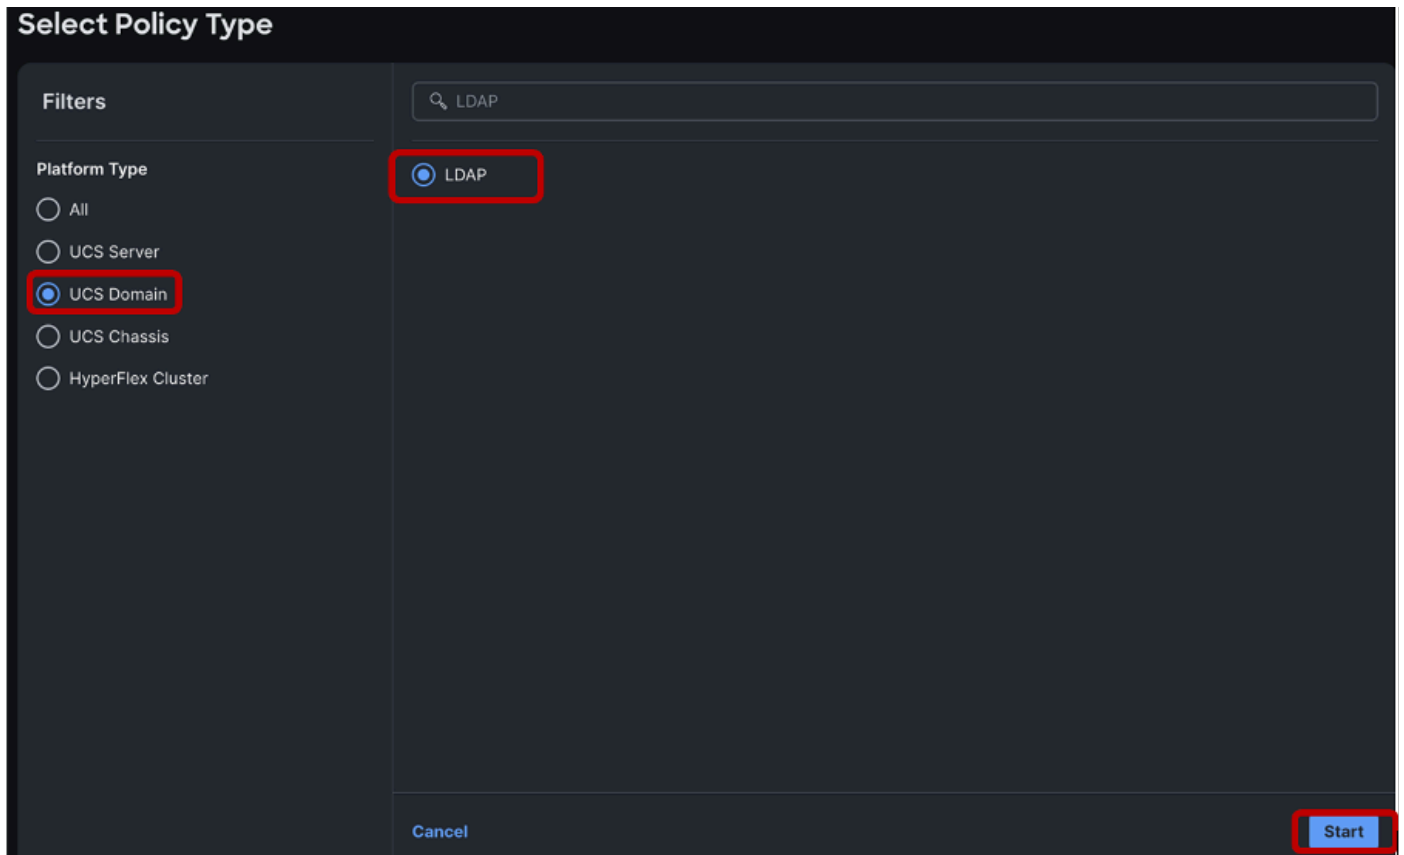 Select Policy Type
Filters
Platform Type
All
UCS Server
UCS Domain
UCS Chassis
HyperFlex Cluster
LDAP
LDAP
Cancel
Start